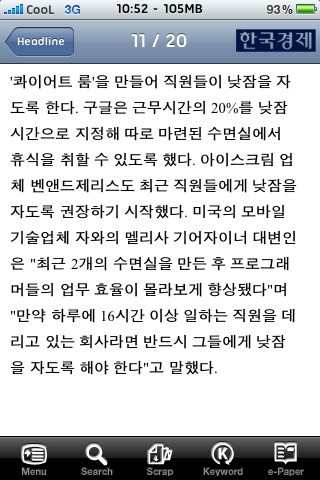 CooL 3G 10:52 - 105MB 93%
Headline 11 / 20 한국경제
'콰이어트 룸'을 만들어 직원들이 낮잠을 자
도록 한다. 구글은 근무시간의 20%를 낮잠
시간으로 지정해 따로 마련된 수면실에서
휴식을 취할 수 있도록 했다. 아이스크림 업
체 벤앤드제리스도 최근 직원들에게 낮잠을
자도록 권장하기 시작했다. 미국의 모바일
기술업체 자와의 멜리사 기어자이너 대변인
은 "최근 2개의 수면실을 만든 후 프로그래
머들의 업무 효율이 몰라보게 향상됐다"며
"만약 하루에 16시간 이상 일하는 직원을 데
리고 있는 회사라면 반드시 그들에게 낮잠
을 자도록 해야 한다"고 말했다.
Menu Search Scrap Keyword e-Paper